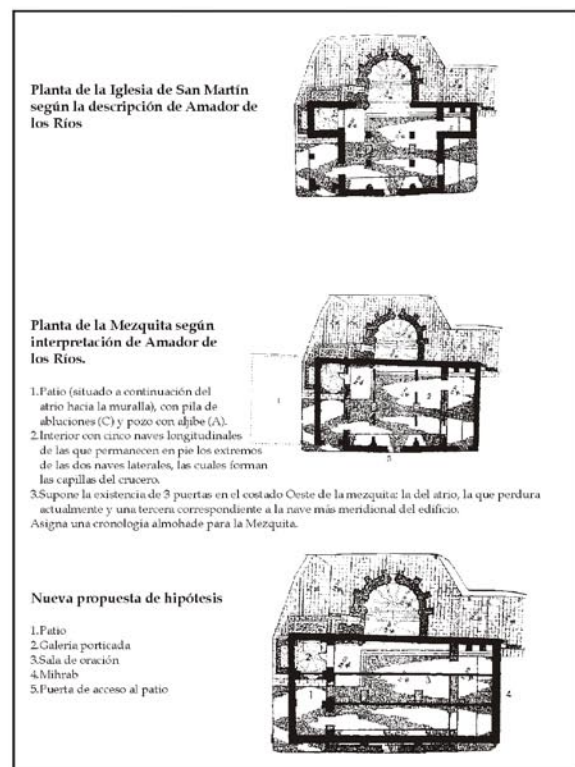 Planta de la Iglesia de San Martín
según la descripción de Amador de
los Ríos
Planta de la Mezquita según
interpretación de Amador de
los Ríos.
1.Patio (situado a continuación del
atrio hacia la muralla), con pila de
abluciones (C) y pozo con aljibe (A).
2.Interior con cinco naves longitudinales
de las que permanecen en pie los extremos
de las dos naves laterales, las cuales forman
las capillas del crucero.
3.Supone la existencia de 3 puertas en el costado Oeste de la mezquita: la del atrio, la que perdura
actualmente y una tercera correspondiente a la nave más meridional del edificio.
Asigna una cronología almohade para la Mezquita.
1
3
Nueva propuesta de hipótesis
1.Patio
2.Galería porticada
3.Sala de oración
4.Mihrab
5.Puerta de acceso al patio
1
3
4